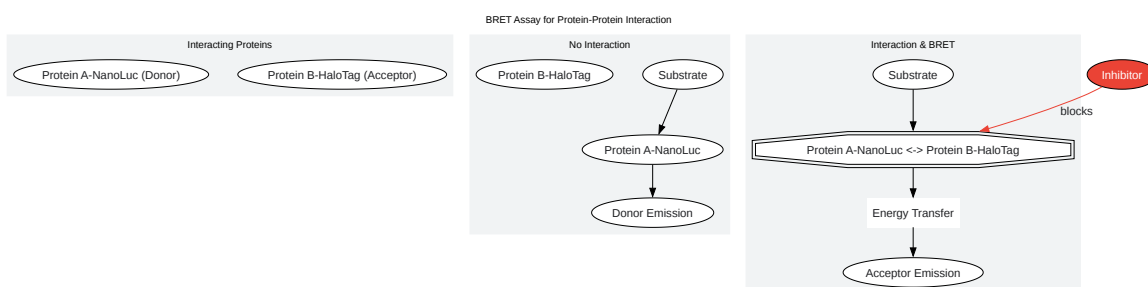 BRET Assay for Protein-Protein Interaction
Interacting Proteins
Protein A-NanoLuc (Donor)
Protein B-HaloTag (Acceptor)
No Interaction
Protein B-HaloTag
Substrate
Protein A-NanoLuc
Donor Emission
Interaction & BRET
Substrate
Inhibitor
blocks
Protein A-NanoLuc <-> Protein B-HaloTag
Energy Transfer
Acceptor Emission